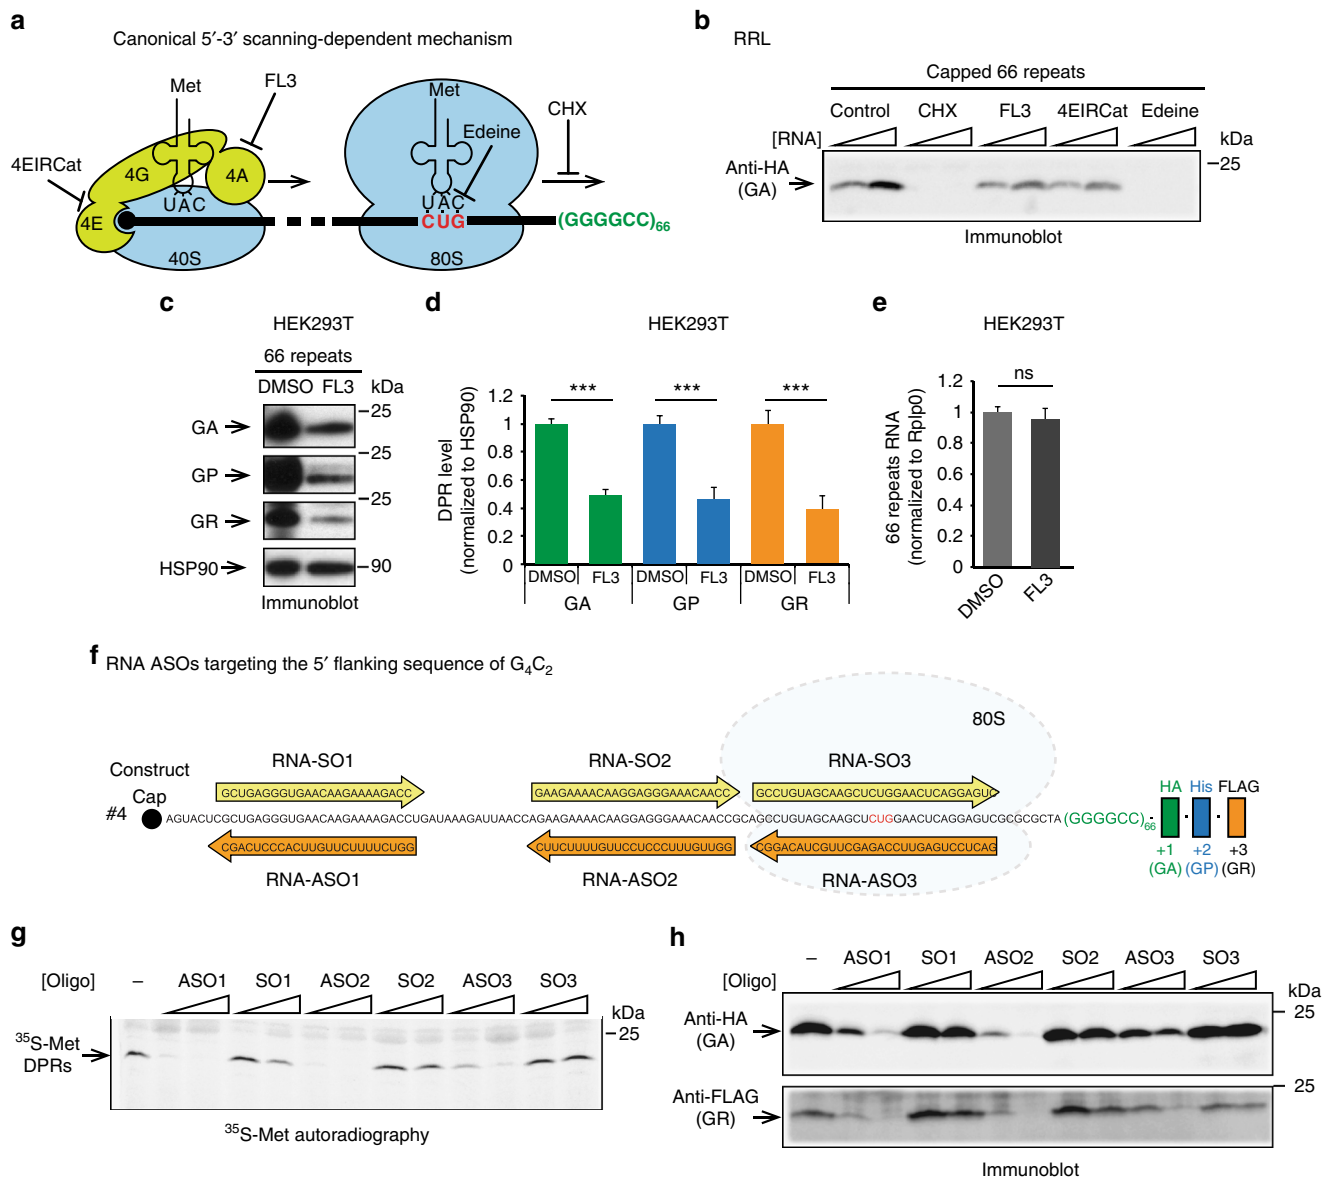 a
Canonical 5′-3′ scanning-dependent mechanism
Met
FL3
4EIRCat
4G
4A
UAC
4E
40S
Met
Edeine
CHX
UAC
CUG
(GGGGCC)66
80S
b
RRL
Capped 66 repeats
Control CHX FL3 4EIRCat Edeine
[RNA]
kDa
Anti-HA
(GA)
25
Immunoblot
c
HEK293T
66 repeats
DMSO FL3 kDa
25
GA
25
GP
25
GR
HSP90
90
Immunoblot
d
HEK293T
DPR level
(normalized to HSP90)
1.2
1
0.8
0.6
0.4
0.2
0
*** *** ***
DMSO FL3 DMSO FL3 DMSO FL3
GA GP GR
e
HEK293T
66 repeats RNA
(normalized to Rplp0)
1.2
1
0.8
0.6
0.4
0.2
0
ns
DMSO FL3
f
RNA ASOs targeting the 5′ flanking sequence of G4C2
80S
RNA-SO1 RNA-SO2 RNA-SO3
Construct
#4
Cap
GCUGAGGGUGAACAAGAAAAGACC GAAGAAAACAAGGAGGGAAACAACC GCCUGUAGCAAGCUCUGGAACUCAGGAGUC
AGUACUCGCUGAGGGUGAACAAGAAAAGACCUGAUAAAGAUUAACCAGAAGAAAACAAGGAGGGAAACAACCGCAGCCUGUAGCAAGCUCUGGAACUCAGGAGUCGCGCGCUA (GGGGCC)66
CGACUCCCACUUGUUCUUUUCUGG CUUCUUUUGUUCCUCCCUUUGUUGG CGGACAUCGUUCGAGACCUUGAGUCCUCAG
RNA-ASO1 RNA-ASO2 RNA-ASO3
HA His FLAG
+1 +2 +3
(GA) (GP) (GR)
g
[Oligo] – ASO1 SO1 ASO2 SO2 ASO3 SO3
kDa
25
35S-Met
DPRs
35S-Met autoradiography
h
[Oligo] – ASO1 SO1 ASO2 SO2 ASO3 SO3
kDa
25
Anti-HA
(GA)
25
Anti-FLAG
(GR)
Immunoblot